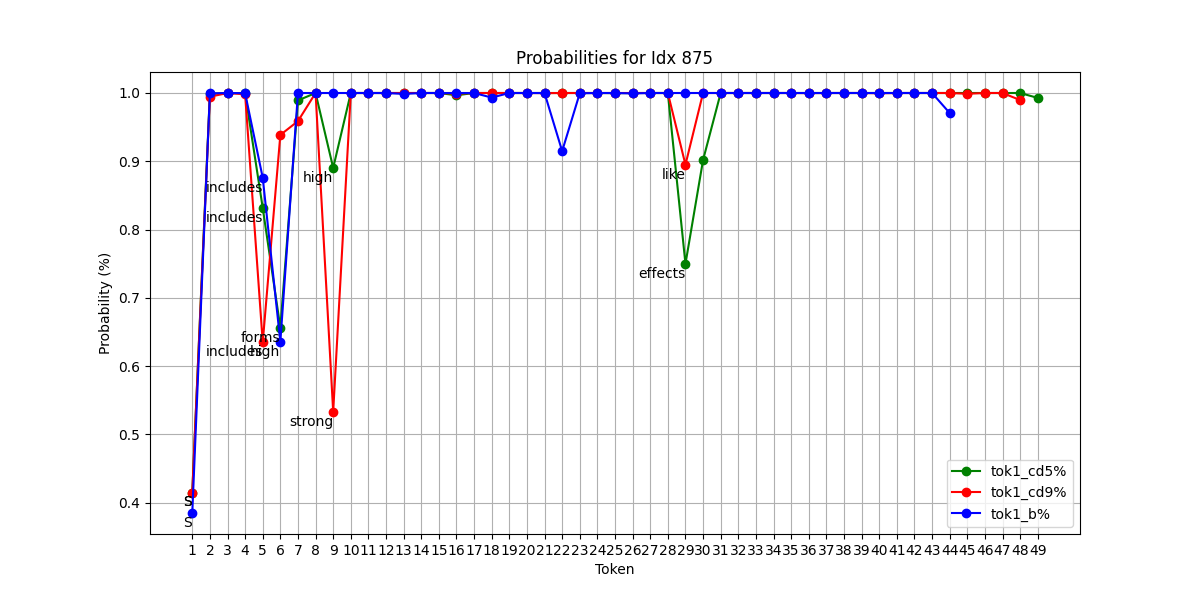 Probabilities for Idx 875
Probability (%)
1.0
0.9
0.8
0.7
0.6
0.5
0.4
includes
includes
includes
forms
high
high
strong
like
effects
S
S
tok1_cd5%
tok1_cd9%
tok1_b%
1 2 3 4 5 6 7 8 9 10 11 12 13 14 15 16 17 18 19 20 21 22 23 24 25 26 27 28 29 30 31 32 33 34 35 36 37 38 39 40 41 42 43 44 45 46 47 48 49
Token